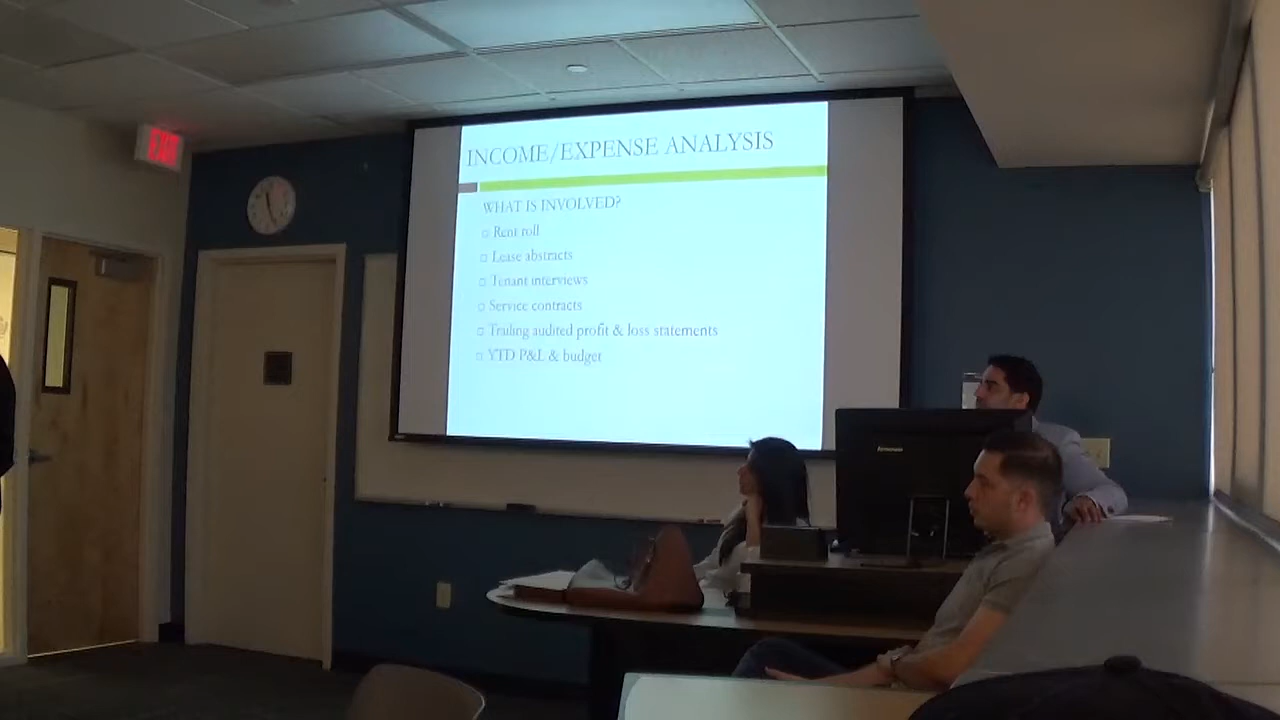 EXIT
INCOME/EXPENSE ANALYSIS
WHAT IS INVOLVED?
Rent roll
Lease abstracts
Tenant interviews
Service contracts
Trailing audited profit & loss statements
YTD P&L & budget
lenovo